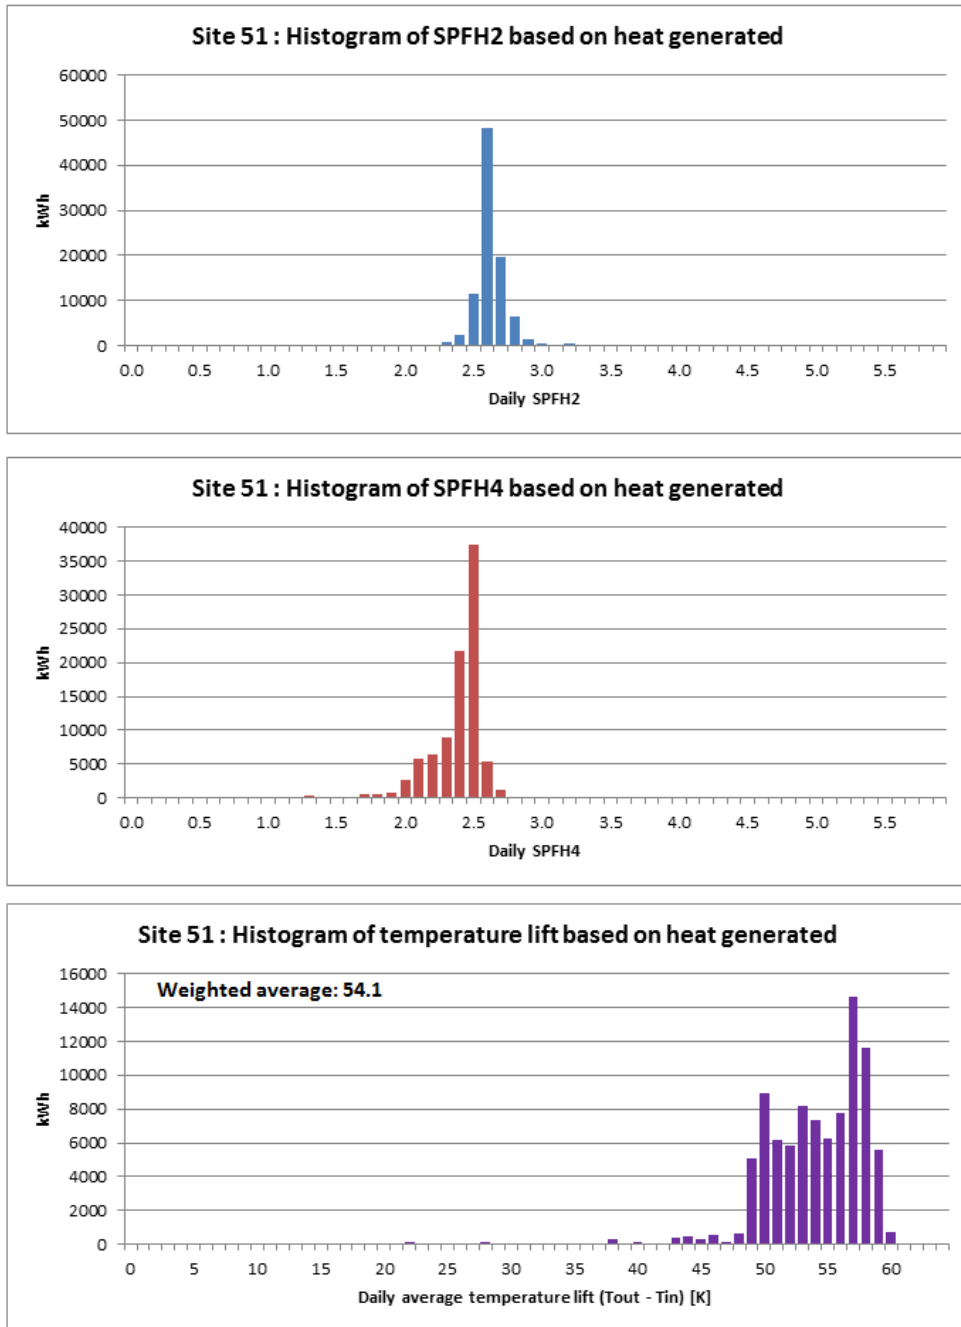 Site 51 : Histogram of SPFH2 based on heat generated
60000
50000
40000
30000
20000
10000
0
kWh
0.0 0.5 1.0 1.5 2.0 2.5 3.0 3.5 4.0 4.5 5.0 5.5
Daily SPFH2
Site 51 : Histogram of SPFH4 based on heat generated
40000
35000
30000
25000
20000
15000
10000
5000
0
kWh
0.0 0.5 1.0 1.5 2.0 2.5 3.0 3.5 4.0 4.5 5.0 5.5
Daily SPFH4
Site 51 : Histogram of temperature lift based on heat generated
Weighted average: 54.1
16000
14000
12000
10000
8000
6000
4000
2000
0
kWh
0 5 10 15 20 25 30 35 40 45 50 55 60
Daily average temperature lift (Tout - Tin) [K]